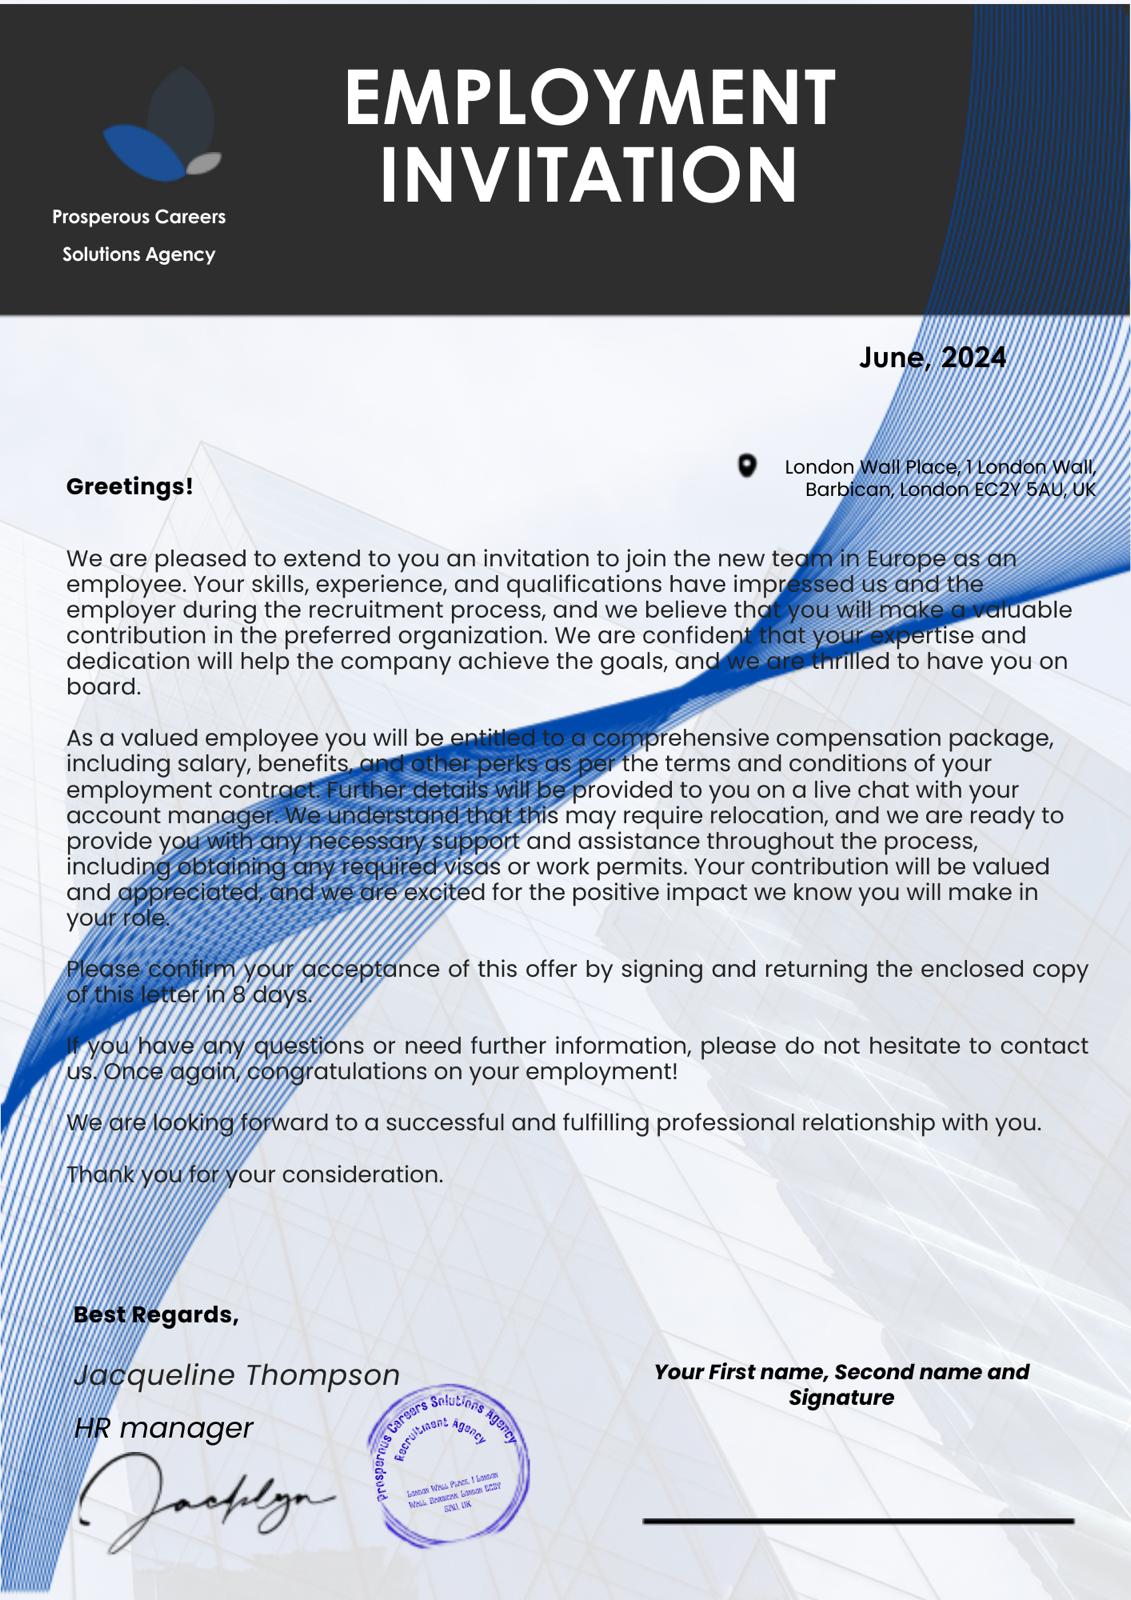 EMPLOYMENT
INVITATION
Prosperous Careers
Solutions Agency
June, 2024
London Wall Place, 1 London Wall,
Barbican, London EC2Y 5AU, UK
Greetings!
We are pleased to extend to you an invitation to join the new team in Europe as an
employee. Your skills, experience, and qualifications have impressed us and the
employer during the recruitment process, and we believe that you will make a valuable
contribution in the preferred organization. We are confident that your expertise and
dedication will help the company achieve the goals, and we are thrilled to have you on
board.
As a valued employee you will be entitled to a comprehensive compensation package,
including salary, benefits, and other perks as per the terms and conditions of your
employment contract. Further details will be provided to you on a live chat with your
account manager. We understand that this may require relocation, and we are ready to
provide you with any necessary support and assistance throughout the process,
including obtaining any required visas or work permits. Your contribution will be valued
and appreciated, and we are excited for the positive impact we know you will make in
your role.
Please confirm your acceptance of this offer by signing and returning the enclosed copy
of this letter in 8 days.
If you have any questions or need further information, please do not hesitate to contact
us. Once again, congratulations on your employment!
We are looking forward to a successful and fulfilling professional relationship with you.
Thank you for your consideration.
Best Regards,
Jacqueline Thompson
HR manager
Your First name, Second name and
Signature
Prosperous Careers Solutions Agency
Recruitment Agency
London Wall Place, 1 London
Wall Barbican, London EC2Y
5AU, UK